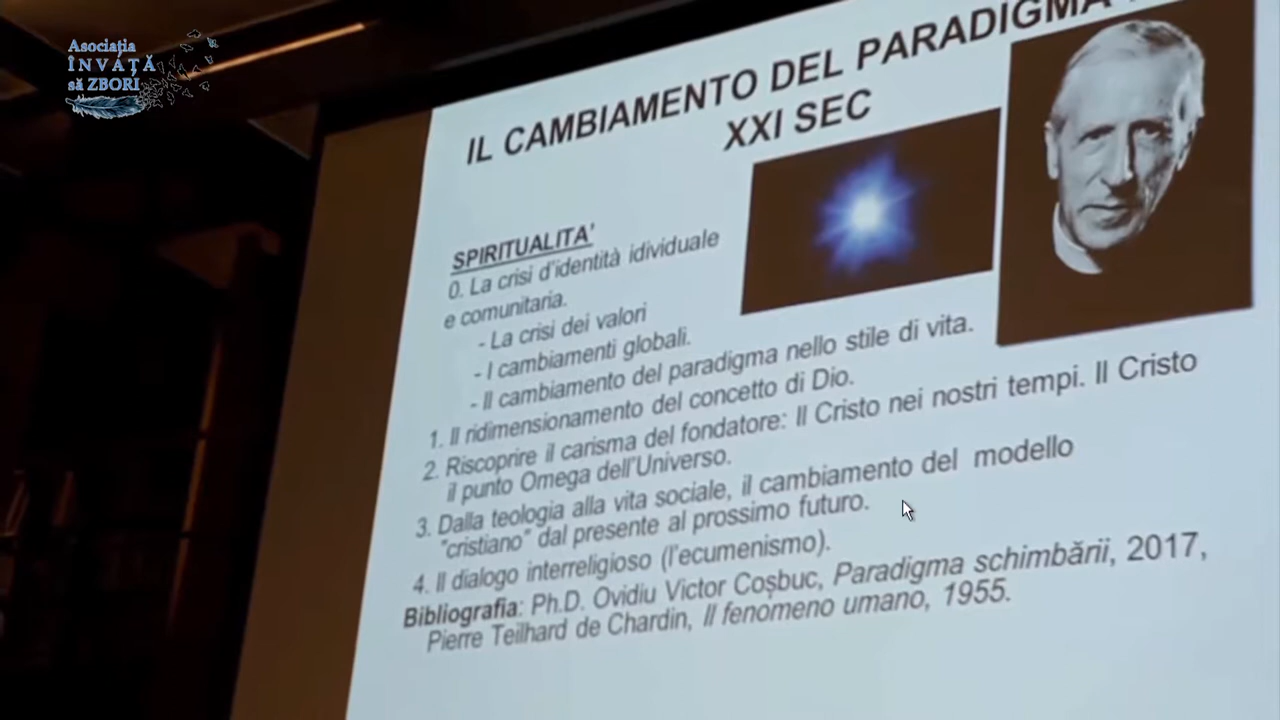 Asociația
ÎNVAȚĂ
să ZBORI
IL CAMBIAMENTO DEL PARADIGMA
XXI SEC
SPIRITUALITA'
0. La crisi d'identità idividuale
e comunitaria.
- La crisi dei valori
- I cambiamenti globali.
- Il cambiamento del paradigma nello stile di vita.
1. Il ridimensionamento del concetto di Dio.
2. Riscoprire il carisma del fondatore: Il Cristo nei nostri tempi. Il Cristo
il punto Omega dell'Universo.
3. Dalla teologia alla vita sociale, il cambiamento del modello
"cristiano" dal presente al prossimo futuro.
4. Il dialogo interreligioso (l'ecumenismo).
Bibliografia: Ph.D. Ovidiu Victor Coșbuc, Paradigma schimbării, 2017,
Pierre Teilhard de Chardin, Il fenomeno umano, 1955.